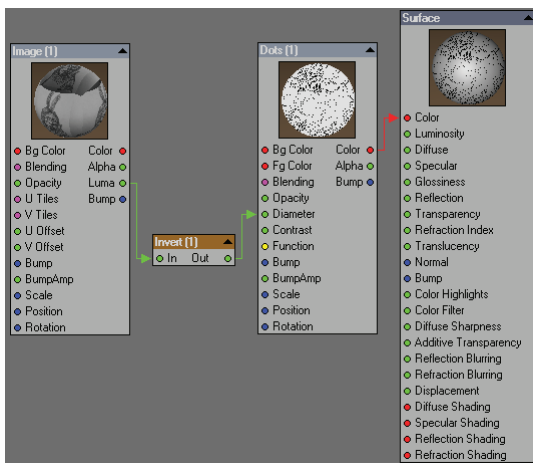 Image (1)
Bg Color Color
Blending Alpha
Opacity Luma
U Tiles Bump
V Tiles
U Offset
V Offset
Bump
BumpAmp
Scale
Position
Rotation
Invert (1)
In Out
Dots (1)
Bg Color Color
Fg Color Alpha
Blending Bump
Opacity
Diameter
Contrast
Function
Bump
BumpAmp
Scale
Position
Rotation
Surface
Color
Luminosity
Diffuse
Specular
Glossiness
Reflection
Transparency
Refraction Index
Translucency
Normal
Bump
Color Highlights
Color Filter
Diffuse Sharpness
Additive Transparency
Reflection Blurring
Refraction Blurring
Displacement
Diffuse Shading
Specular Shading
Reflection Shading
Refraction Shading